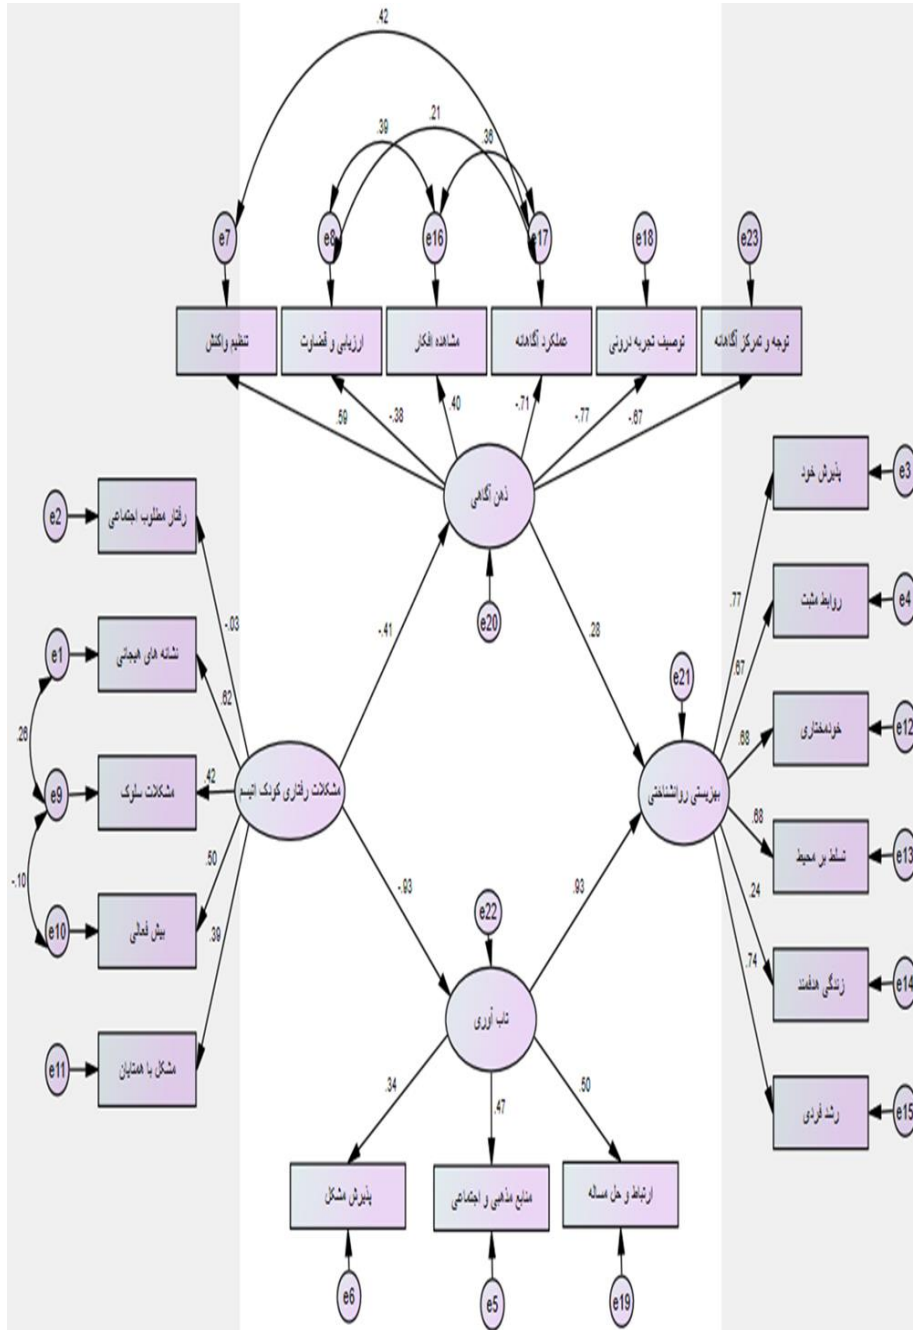 .42
.21
.39
.36
e7
e8
e16
e17
e18
e23
تنظیم واکنش
ارزیابی و قضاوت
مشاهده افکار
عملکرد آگاهانه
توصیف تجربه درونی
توجه و تمرکز آگاهانه
.59
-.38
.40
-.71
-.77
-.67
ذهن آگاهی
e20
e2
رفتار مطلوب اجتماعی
-.03
e1
نشانه های هیجانی
.62
.26
e9
مشکلات سلوک
.42
-.10
e10
بیش فعالی
.50
e11
مشکل با همتایان
.39
مشکلات رفتاری کودک اتیسم
-.41
.28
-.93
.93
e21
بهزیستی روانشناختی
پذیرش خود
e3
.77
روابط مثبت
e4
.67
خودمختاری
e12
.68
تسلط بر محیط
e13
.68
زندگی هدفمند
e14
.24
رشد فردی
e15
.74
e22
تاب آوری
.34
.47
.50
پذیرش مشکل
منابع مذهبی و اجتماعی
ارتباط و حل مساله
e6
e5
e19